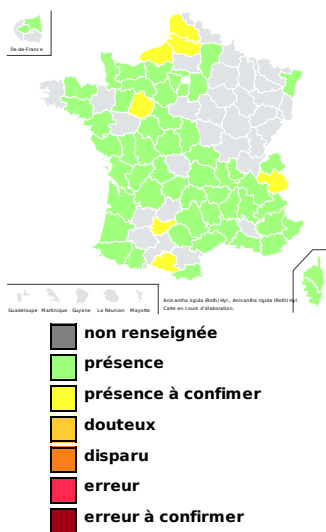 Île-de-France
Guadeloupe Martinique Guyane La Réunion Mayotte
Anisantha rigida (Roth) Hyl., Anisantha rigida (Roth) Hyl.
Carte en cours d'élaboration.
non renseignée
présence
présence à confimer
douteux
disparu
erreur
erreur à confirmer